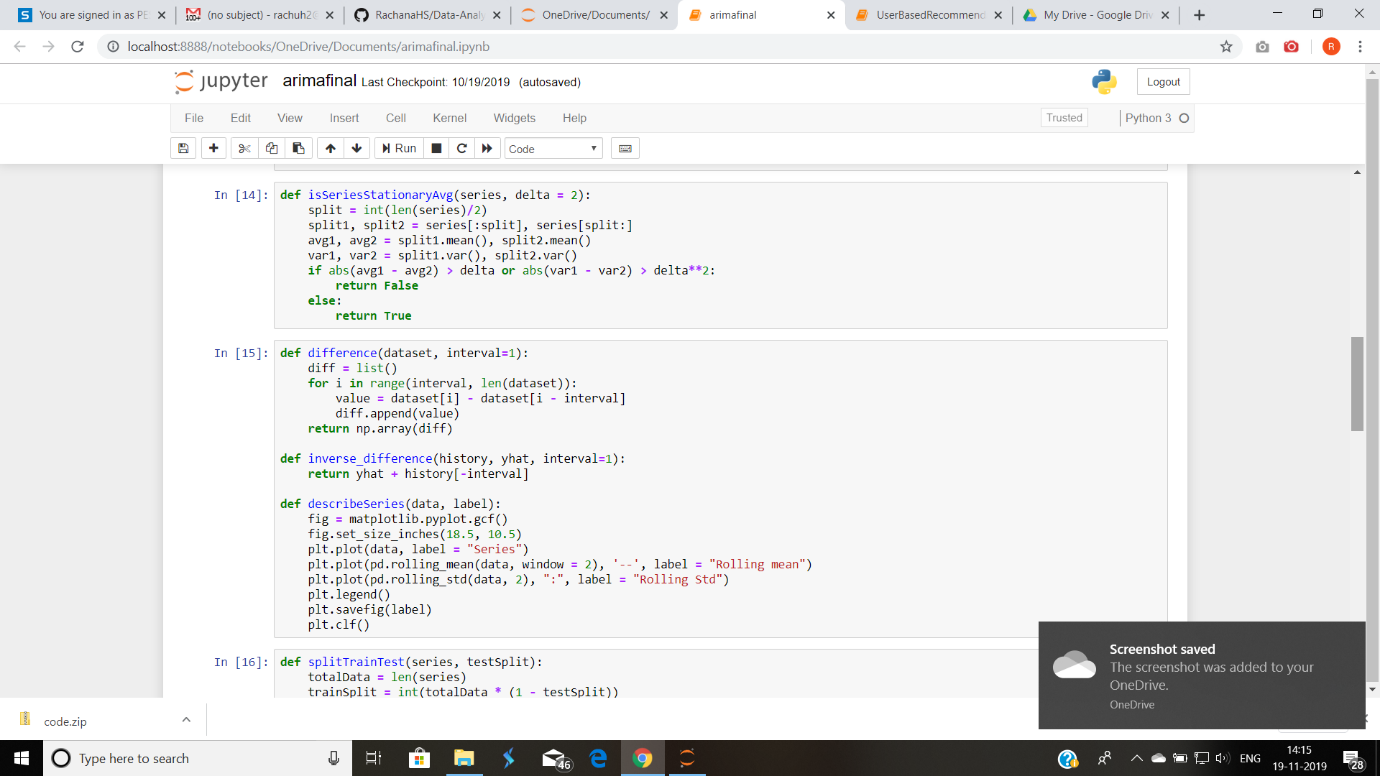 You are signed in as PE
(no subject) - rachuh2
RachanaHS/Data-Analy
OneDrive/Documents/
arimafinal
UserBasedRecommend
My Drive - Google Driv
localhost:8888/notebooks/OneDrive/Documents/arimafinal.ipynb
R
jupyter arimafinal Last Checkpoint: 10/19/2019 (autosaved)
Logout
File Edit View Insert Cell Kernel Widgets Help
Trusted
Python 3
Run
Code
In [14]: def isSeriesStationaryAvg(series, delta = 2):
    split = int(len(series)/2)
    split1, split2 = series[:split], series[split:]
    avg1, avg2 = split1.mean(), split2.mean()
    var1, var2 = split1.var(), split2.var()
    if abs(avg1 - avg2) > delta or abs(var1 - var2) > delta**2:
        return False
    else:
        return True
In [15]: def difference(dataset, interval=1):
    diff = list()
    for i in range(interval, len(dataset)):
        value = dataset[i] - dataset[i - interval]
        diff.append(value)
    return np.array(diff)
def inverse_difference(history, yhat, interval=1):
    return yhat + history[-interval]
def describeSeries(data, label):
    fig = matplotlib.pyplot.gcf()
    fig.set_size_inches(18.5, 10.5)
    plt.plot(data, label = "Series")
    plt.plot(pd.rolling_mean(data, window = 2), '--', label = "Rolling mean")
    plt.plot(pd.rolling_std(data, 2), ":", label = "Rolling Std")
    plt.legend()
    plt.savefig(label)
    plt.clf()
In [16]: def splitTrainTest(series, testSplit):
    totalData = len(series)
    trainSplit = int(totalData * (1 - testSplit))
Screenshot saved
The screenshot was added to your
OneDrive.
OneDrive
code.zip
Type here to search
46
ENG
14:15
19-11-2019
28